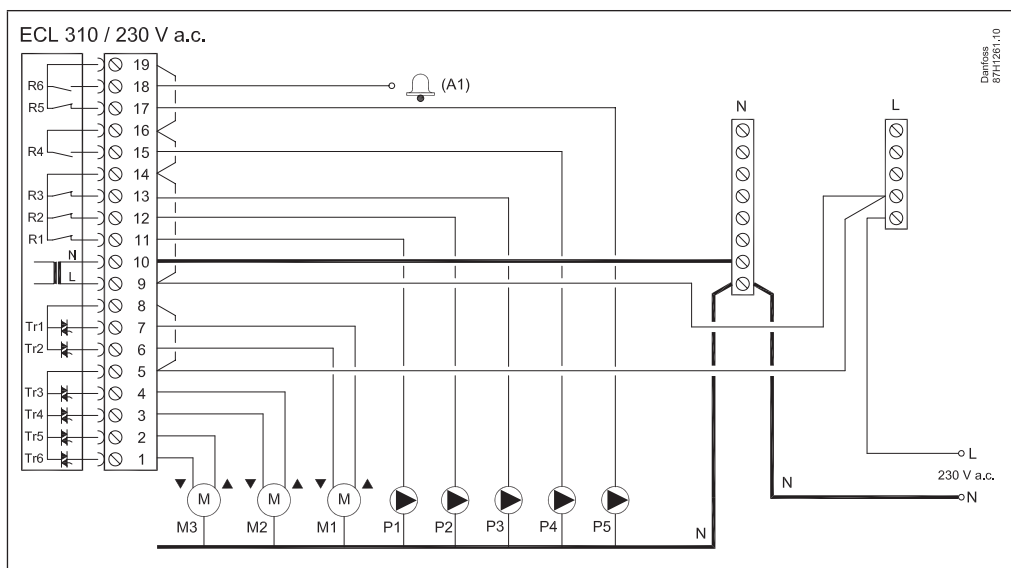 ECL 310 / 230 V a.c.
Danfoss
87H1261.10
19
R6 18 (A1)
R5 17
N
L
16
R4 15
14
R3 13
R2 12
R1 11
N 10
L 9
8
Tr1 7
Tr2 6
5
Tr3 4
Tr4 3
Tr5 2
Tr6 1
L
230 V a.c.
N N
M M M
M3 M2 M1 P1 P2 P3 P4 P5 N